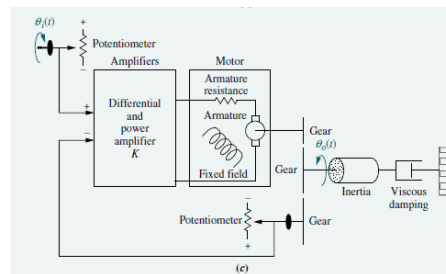 θi(t)
+
Potentiometer
−
Amplifiers
Motor
Armature
resistance
+
Differential
and
power
amplifier
K
−
Armature
Gear
θo(t)
Fixed field
Gear
Inertia
Viscous
damping
−
Potentiometer
Gear
+
(c)